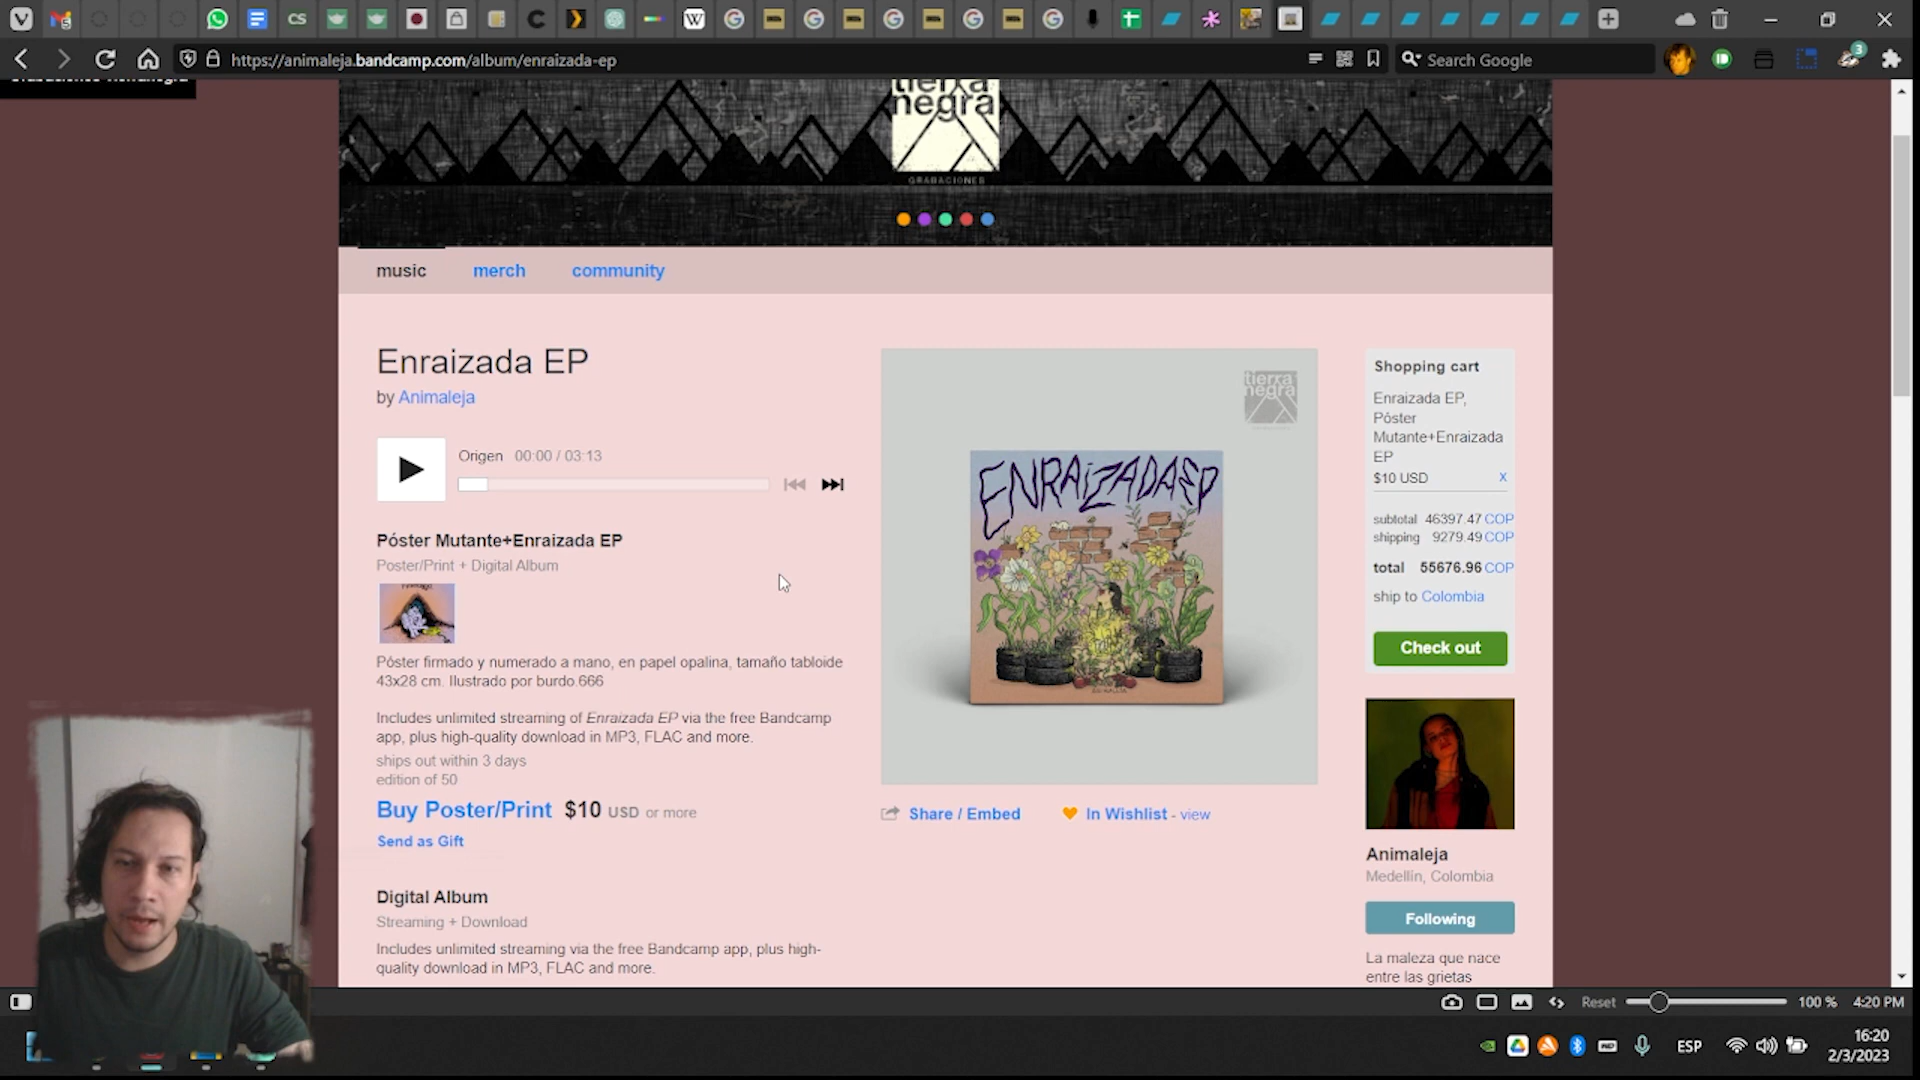 https://animaleja.bandcamp.com/album/enraizada-ep
Search Google
3
tierra
negra
GRABACIONES
music
merch
community
Enraizada EP
by Animaleja
Origen 00:00 / 03:13
Póster Mutante+Enraizada EP
Poster/Print + Digital Album
Póster firmado y numerado a mano, en papel opalina, tamaño tabloide
43x28 cm. Ilustrado por burdo.666
Includes unlimited streaming of Enraizada EP via the free Bandcamp
app, plus high-quality download in MP3, FLAC and more.
ships out within 3 days
edition of 50
Buy Poster/Print $10 USD or more
Send as Gift
Digital Album
Streaming + Download
Includes unlimited streaming via the free Bandcamp app, plus high-
quality download in MP3, FLAC and more.
tierra
negra
ENRAIZADA EP
Share / Embed
In Wishlist - view
Shopping cart
Enraizada EP,
Póster
Mutante+Enraizada
EP
$10 USD X
subtotal 46397.47 COP
shipping 9279.49 COP
total 55676.96 COP
ship to Colombia
Check out
Animaleja
Medellín, Colombia
Following
La maleza que nace
entre las grietas
Reset
100 %
4:20 PM
ESP
16:20
2/3/2023